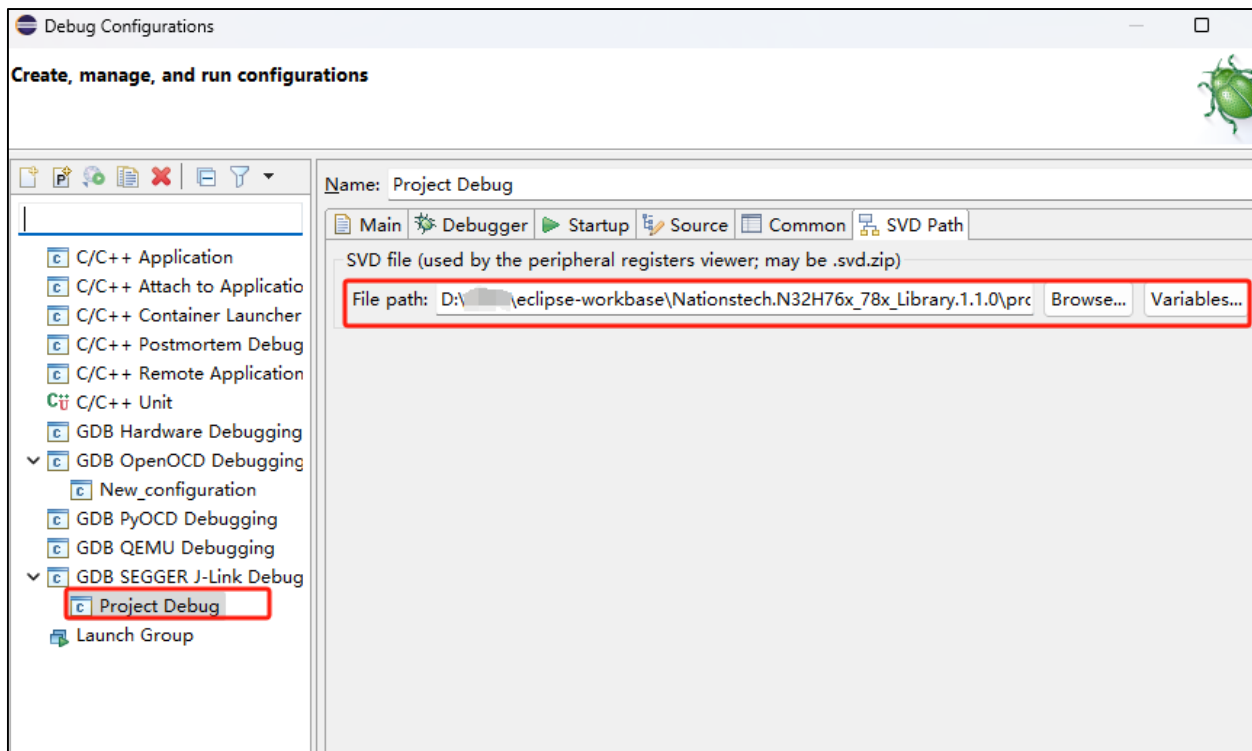 Debug Configurations
Create, manage, and run configurations
Name: Project Debug
Main Debugger Startup Source Common SVD Path
SVD file (used by the peripheral registers viewer; may be .svd.zip)
File path: D:\ \eclipse-workbase\Nationstech.N32H76x_78x_Library.1.1.0\prc Browse... Variables...
C/C++ Application
C/C++ Attach to Applicatio
C/C++ Container Launcher
C/C++ Postmortem Debug
C/C++ Remote Application
C/C++ Unit
GDB Hardware Debugging
GDB OpenOCD Debugging
New_configuration
GDB PyOCD Debugging
GDB QEMU Debugging
GDB SEGGER J-Link Debug
Project Debug
Launch Group